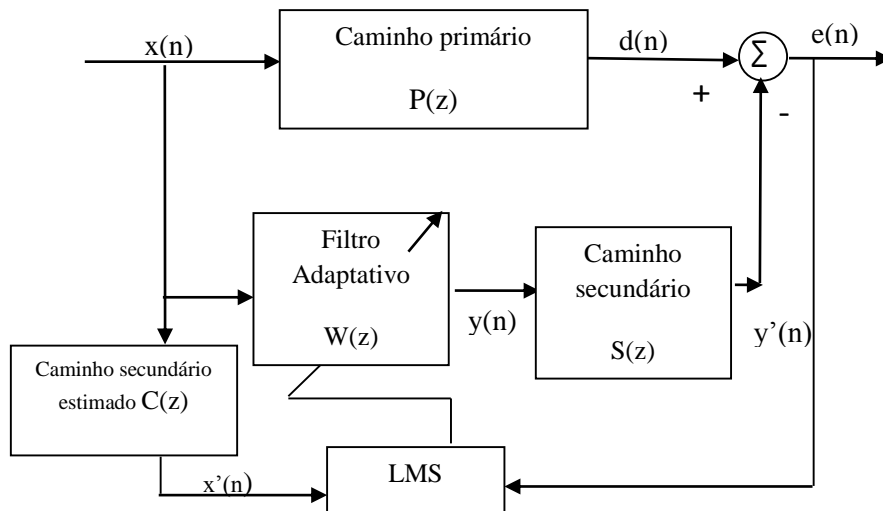 x(n)
Caminho primário
P(z)
d(n)
Σ
e(n)
+
-
Filtro
Adaptativo
W(z)
y(n)
Caminho
secundário
S(z)
y’(n)
Caminho secundário
estimado C(z)
x’(n)
LMS